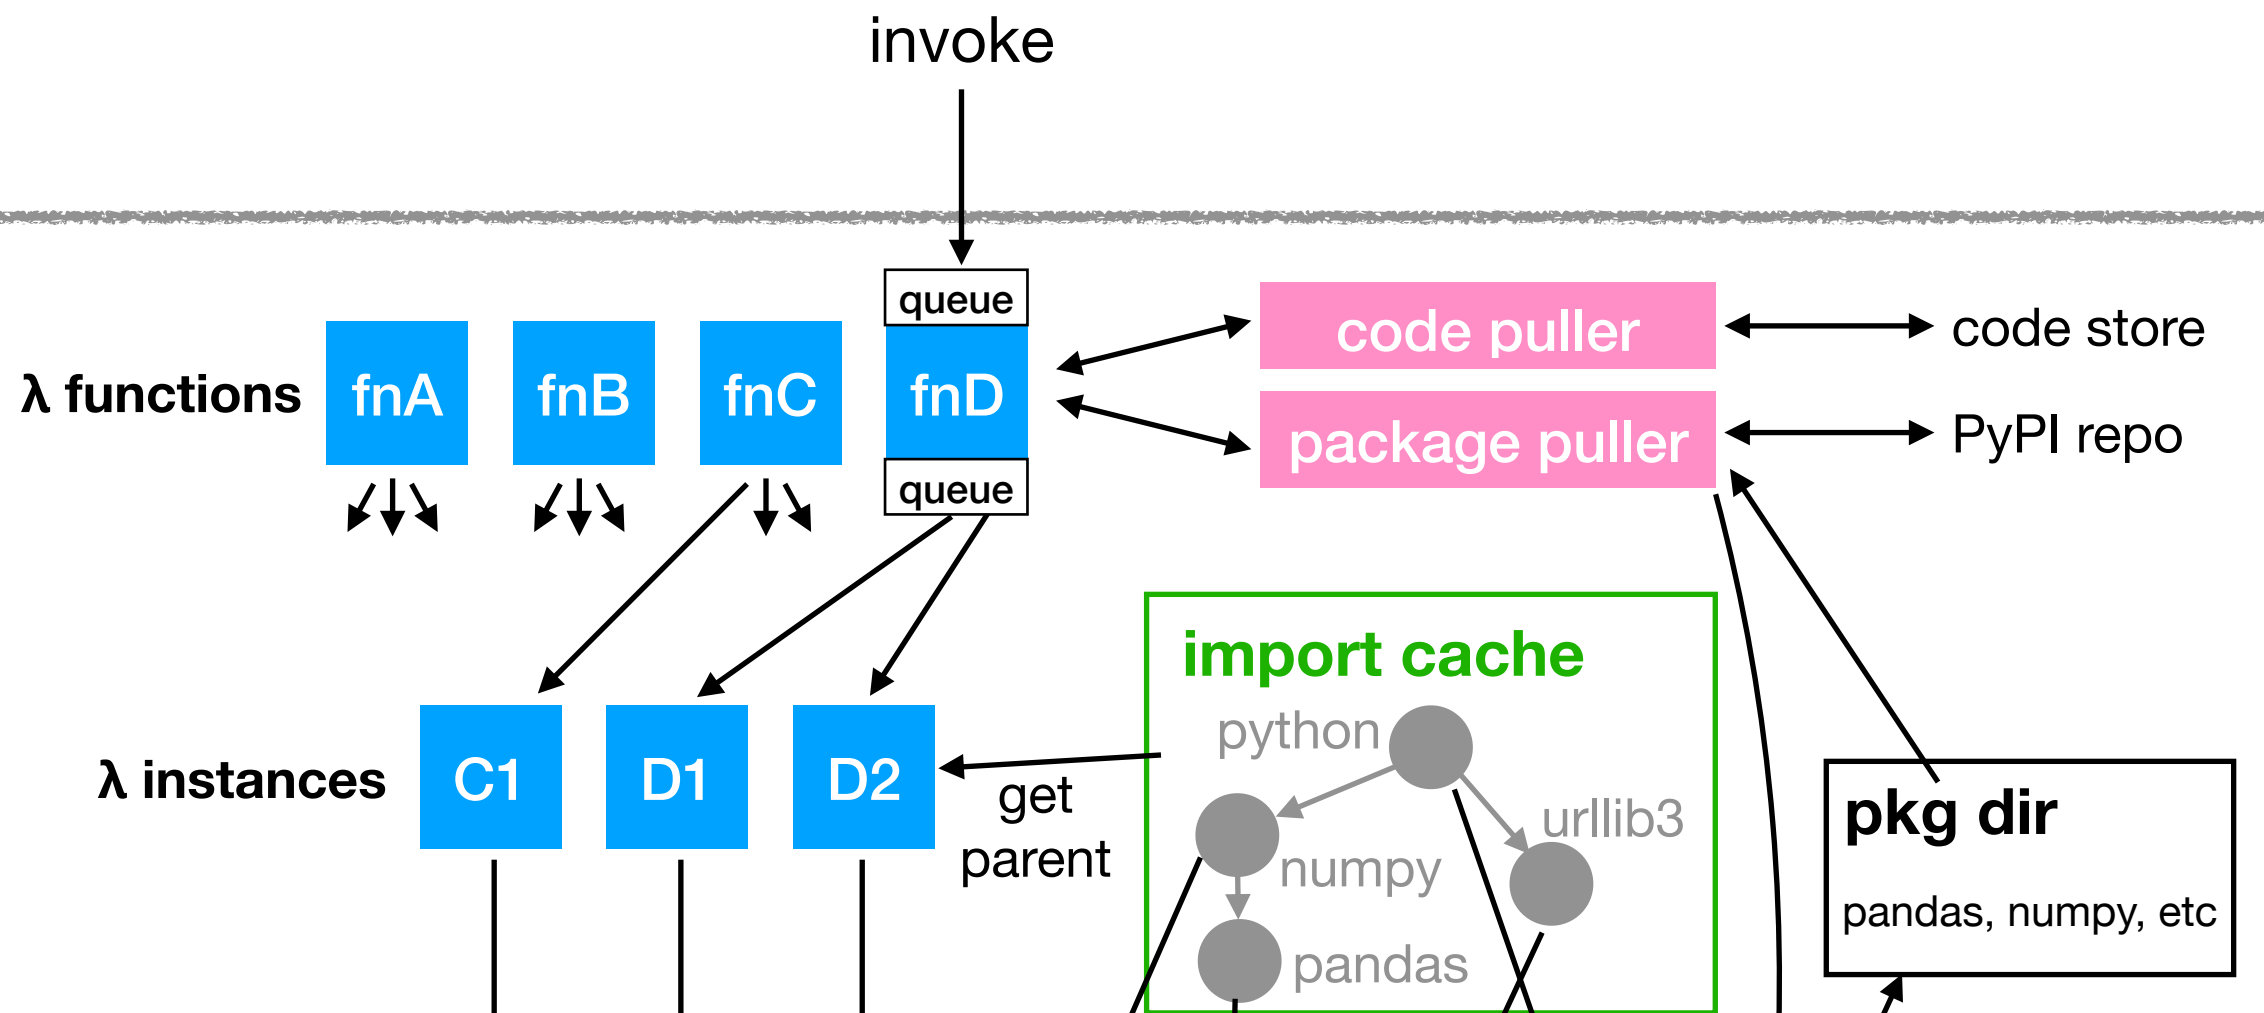 invoke
queue
λ functions
fnA
fnB
fnC
fnD
queue
code puller
code store
package puller
PyPI repo
import cache
python
urllib3
numpy
pandas
λ instances
C1
D1
D2
get
parent
pkg dir
pandas, numpy, etc